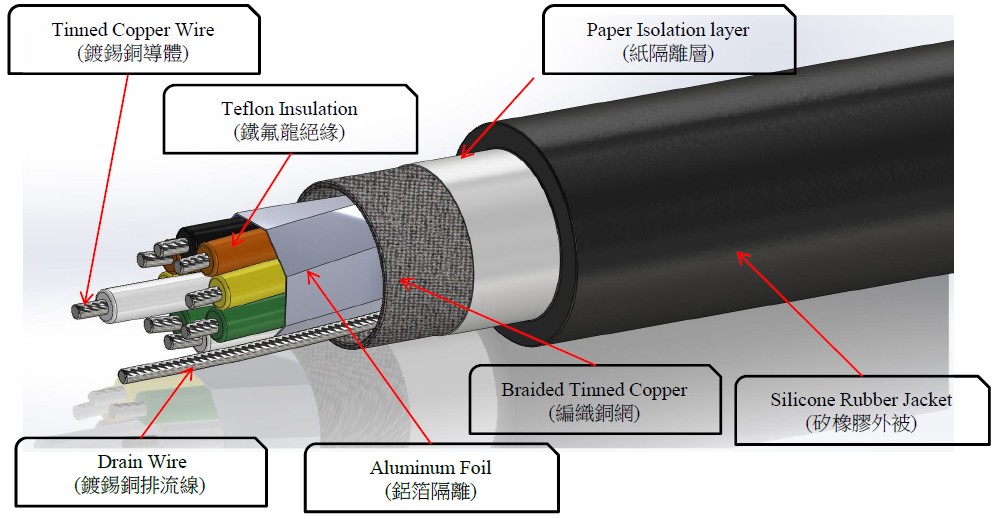 Tinned Copper Wire
(鍍錫銅導體)
Paper Isolation layer
(紙隔離層)
Teflon Insulation
(鐵氟龍絕緣)
Braided Tinned Copper
(編織銅網)
Silicone Rubber Jacket
(矽橡膠外被)
Drain Wire
(鍍錫銅排流線)
Aluminum Foil
(鋁箔隔離)